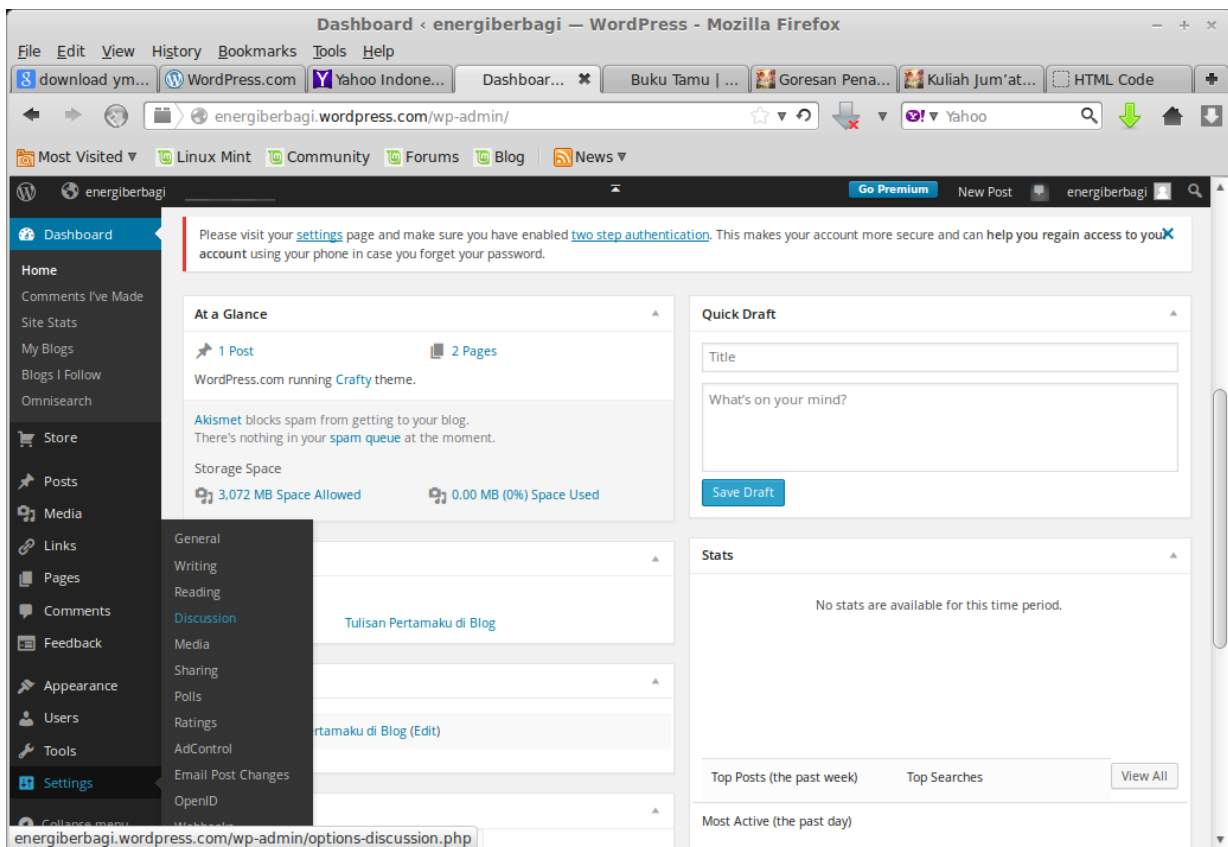 Dashboard ‹ energiberbagi — WordPress - Mozilla Firefox
File Edit View History Bookmarks Tools Help
download ym... WordPress.com Yahoo Indone... Dashboar... Buku Tamu | ... Goresan Pena... Kuliah Jum'at... HTML Code
energiberbagi.wordpress.com/wp-admin/ Yahoo
Most Visited Linux Mint Community Forums Blog News
energiberbagi Go Premium New Post energiberbagi
Dashboard
Home
Comments I've Made
Site Stats
My Blogs
Blogs I Follow
Omnisearch
Store
Posts
Media
Links
Pages
Comments
Feedback
Appearance
Users
Tools
Settings
Collapse menu
General
Writing
Reading
Discussion
Media
Sharing
Polls
Ratings
AdControl
Email Post Changes
OpenID
Webhooks
Please visit your settings page and make sure you have enabled two step authentication. This makes your account more secure and can help you regain access to you
account using your phone in case you forget your password.
At a Glance
1 Post 2 Pages
WordPress.com running Crafty theme.
Akismet blocks spam from getting to your blog.
There's nothing in your spam queue at the moment.
Storage Space
3,072 MB Space Allowed 0.00 MB (0%) Space Used
Tulisan Pertamaku di Blog
rtamaku di Blog (Edit)
Quick Draft
Title
What's on your mind?
Save Draft
Stats
No stats are available for this time period.
Top Posts (the past week) Top Searches View All
Most Active (the past day)
energiberbagi.wordpress.com/wp-admin/options-discussion.php